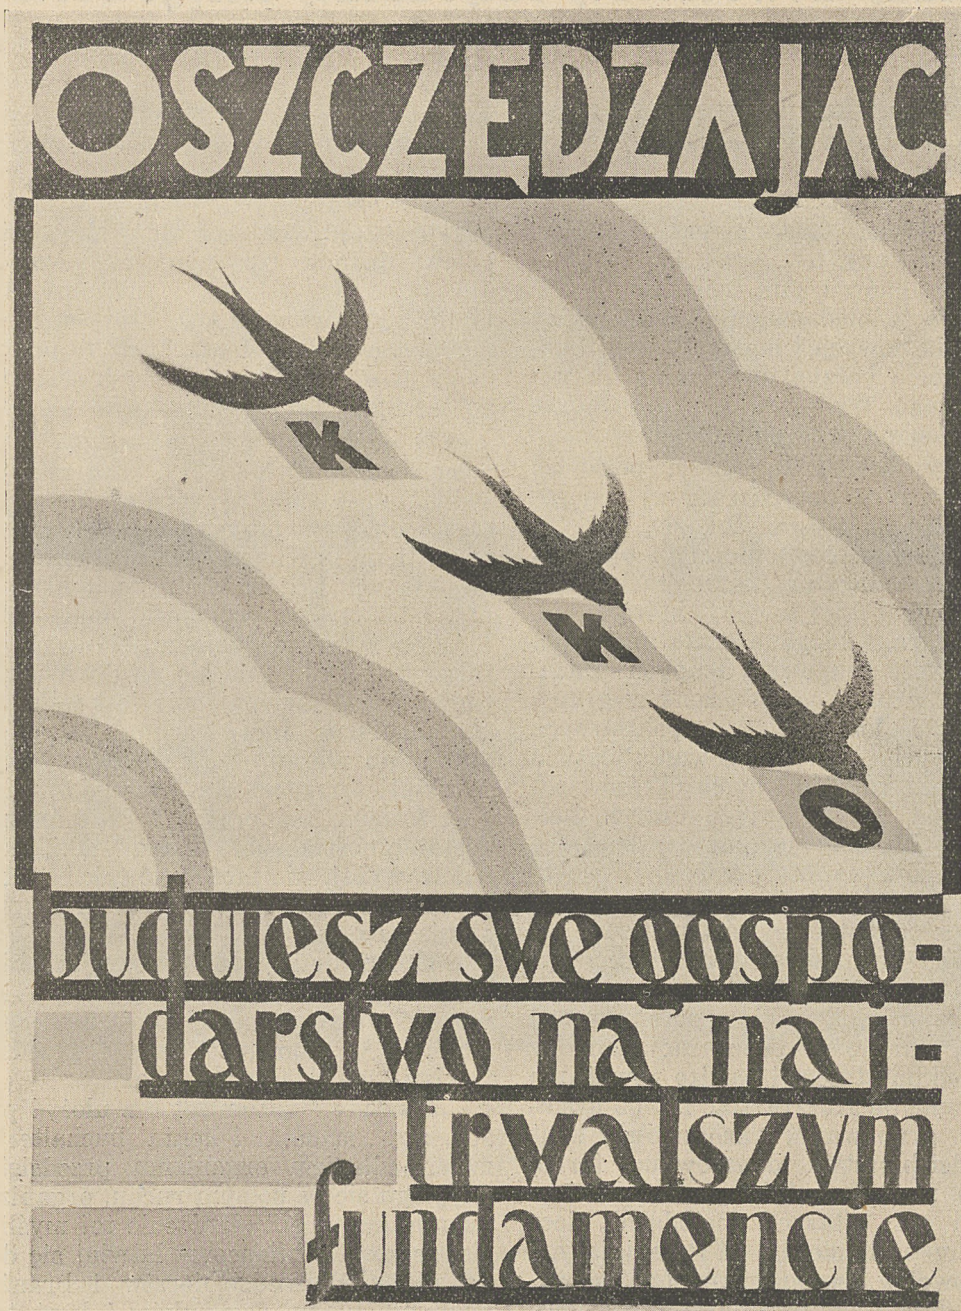 OSZCZĘDZAJĄC
K
K
O
budujesz swe gospo-
darstwo na naj-
trwalszym
fundamencie